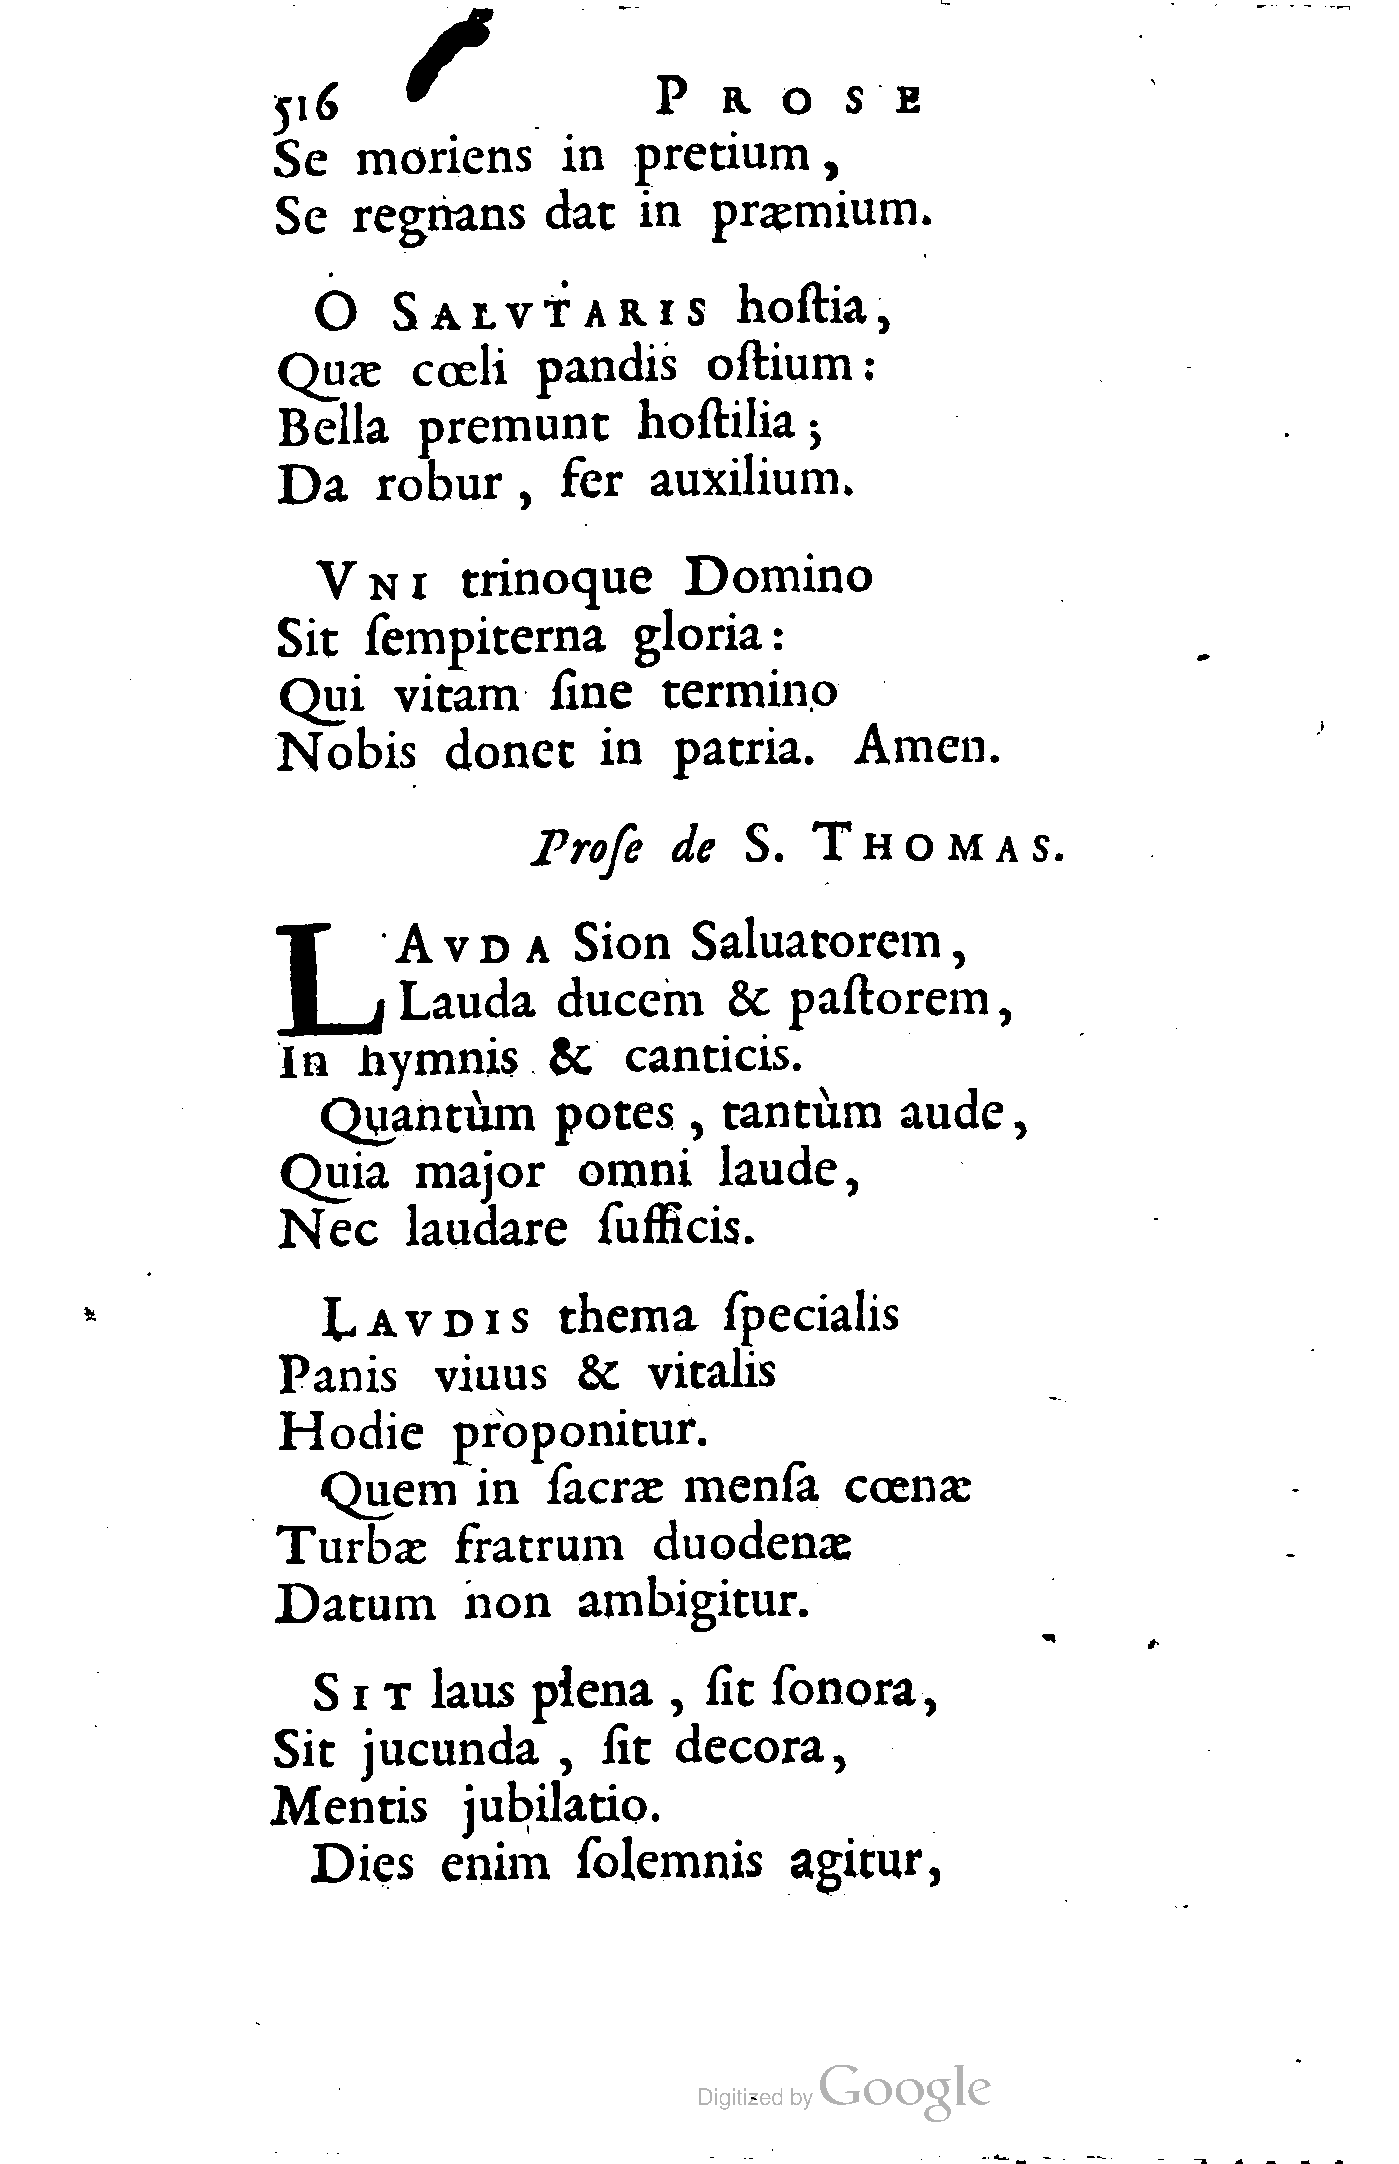 516 PROSE
Se moriens in pretium,
Se regnans dat in præmium.
O SALVTARIS hoſtia,
Quæ cœli pandis oſtium:
Bella premunt hoſtilia;
Da robur, fer auxilium.
VNI trinoque Domino
Sit ſempiterna gloria:
Qui vitam ſine termino
Nobis donet in patria. Amen.
Proſe de S. THOMAS.
LAVDA Sion Saluatorem,
Lauda ducem & paſtorem,
In hymnis & canticis.
Quantùm potes, tantùm aude,
Quia major omni laude,
Nec laudare ſufficis.
LAVDIS thema ſpecialis
Panis viuus & vitalis
Hodie proponitur.
Quem in ſacræ menſa cœnæ
Turbæ fratrum duodenæ
Datum non ambigitur.
SIT laus plena, ſit ſonora,
Sit jucunda, ſit decora,
Mentis jubilatio.
Dies enim ſolemnis agitur,
Digitized by Google